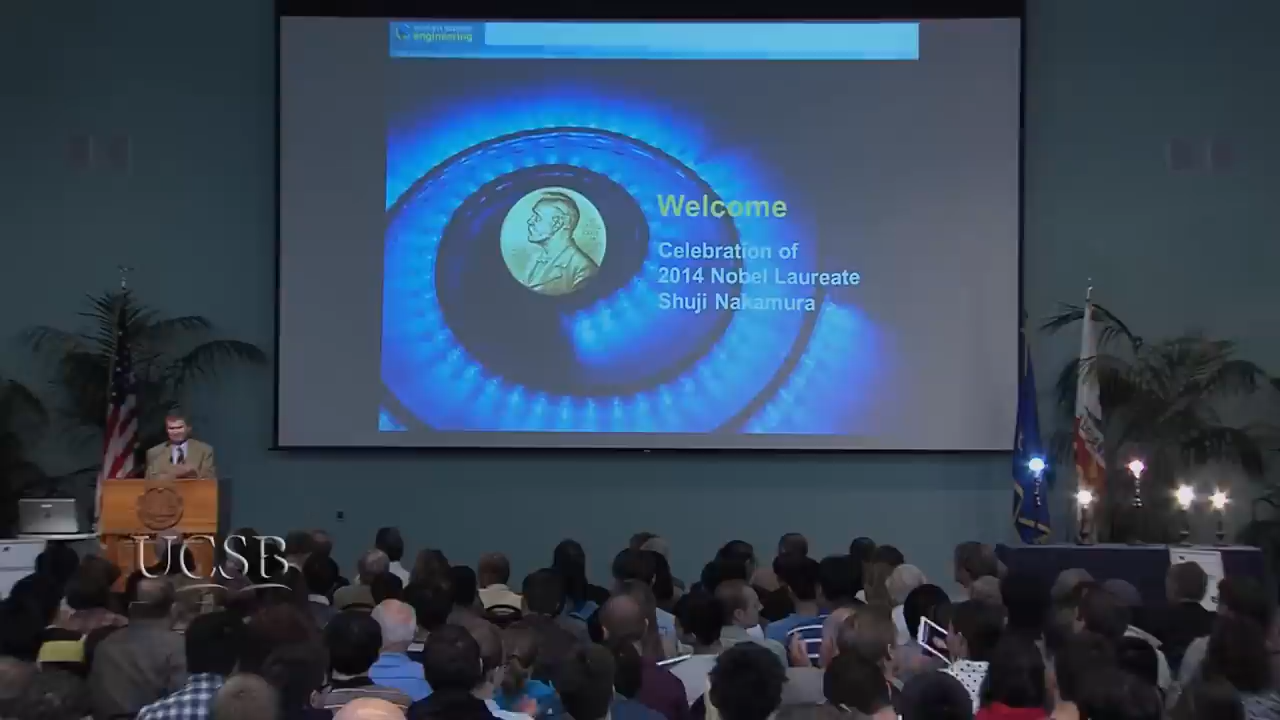 engineering
Welcome
Celebration of
2014 Nobel Laureate
Shuji Nakamura
UCSB